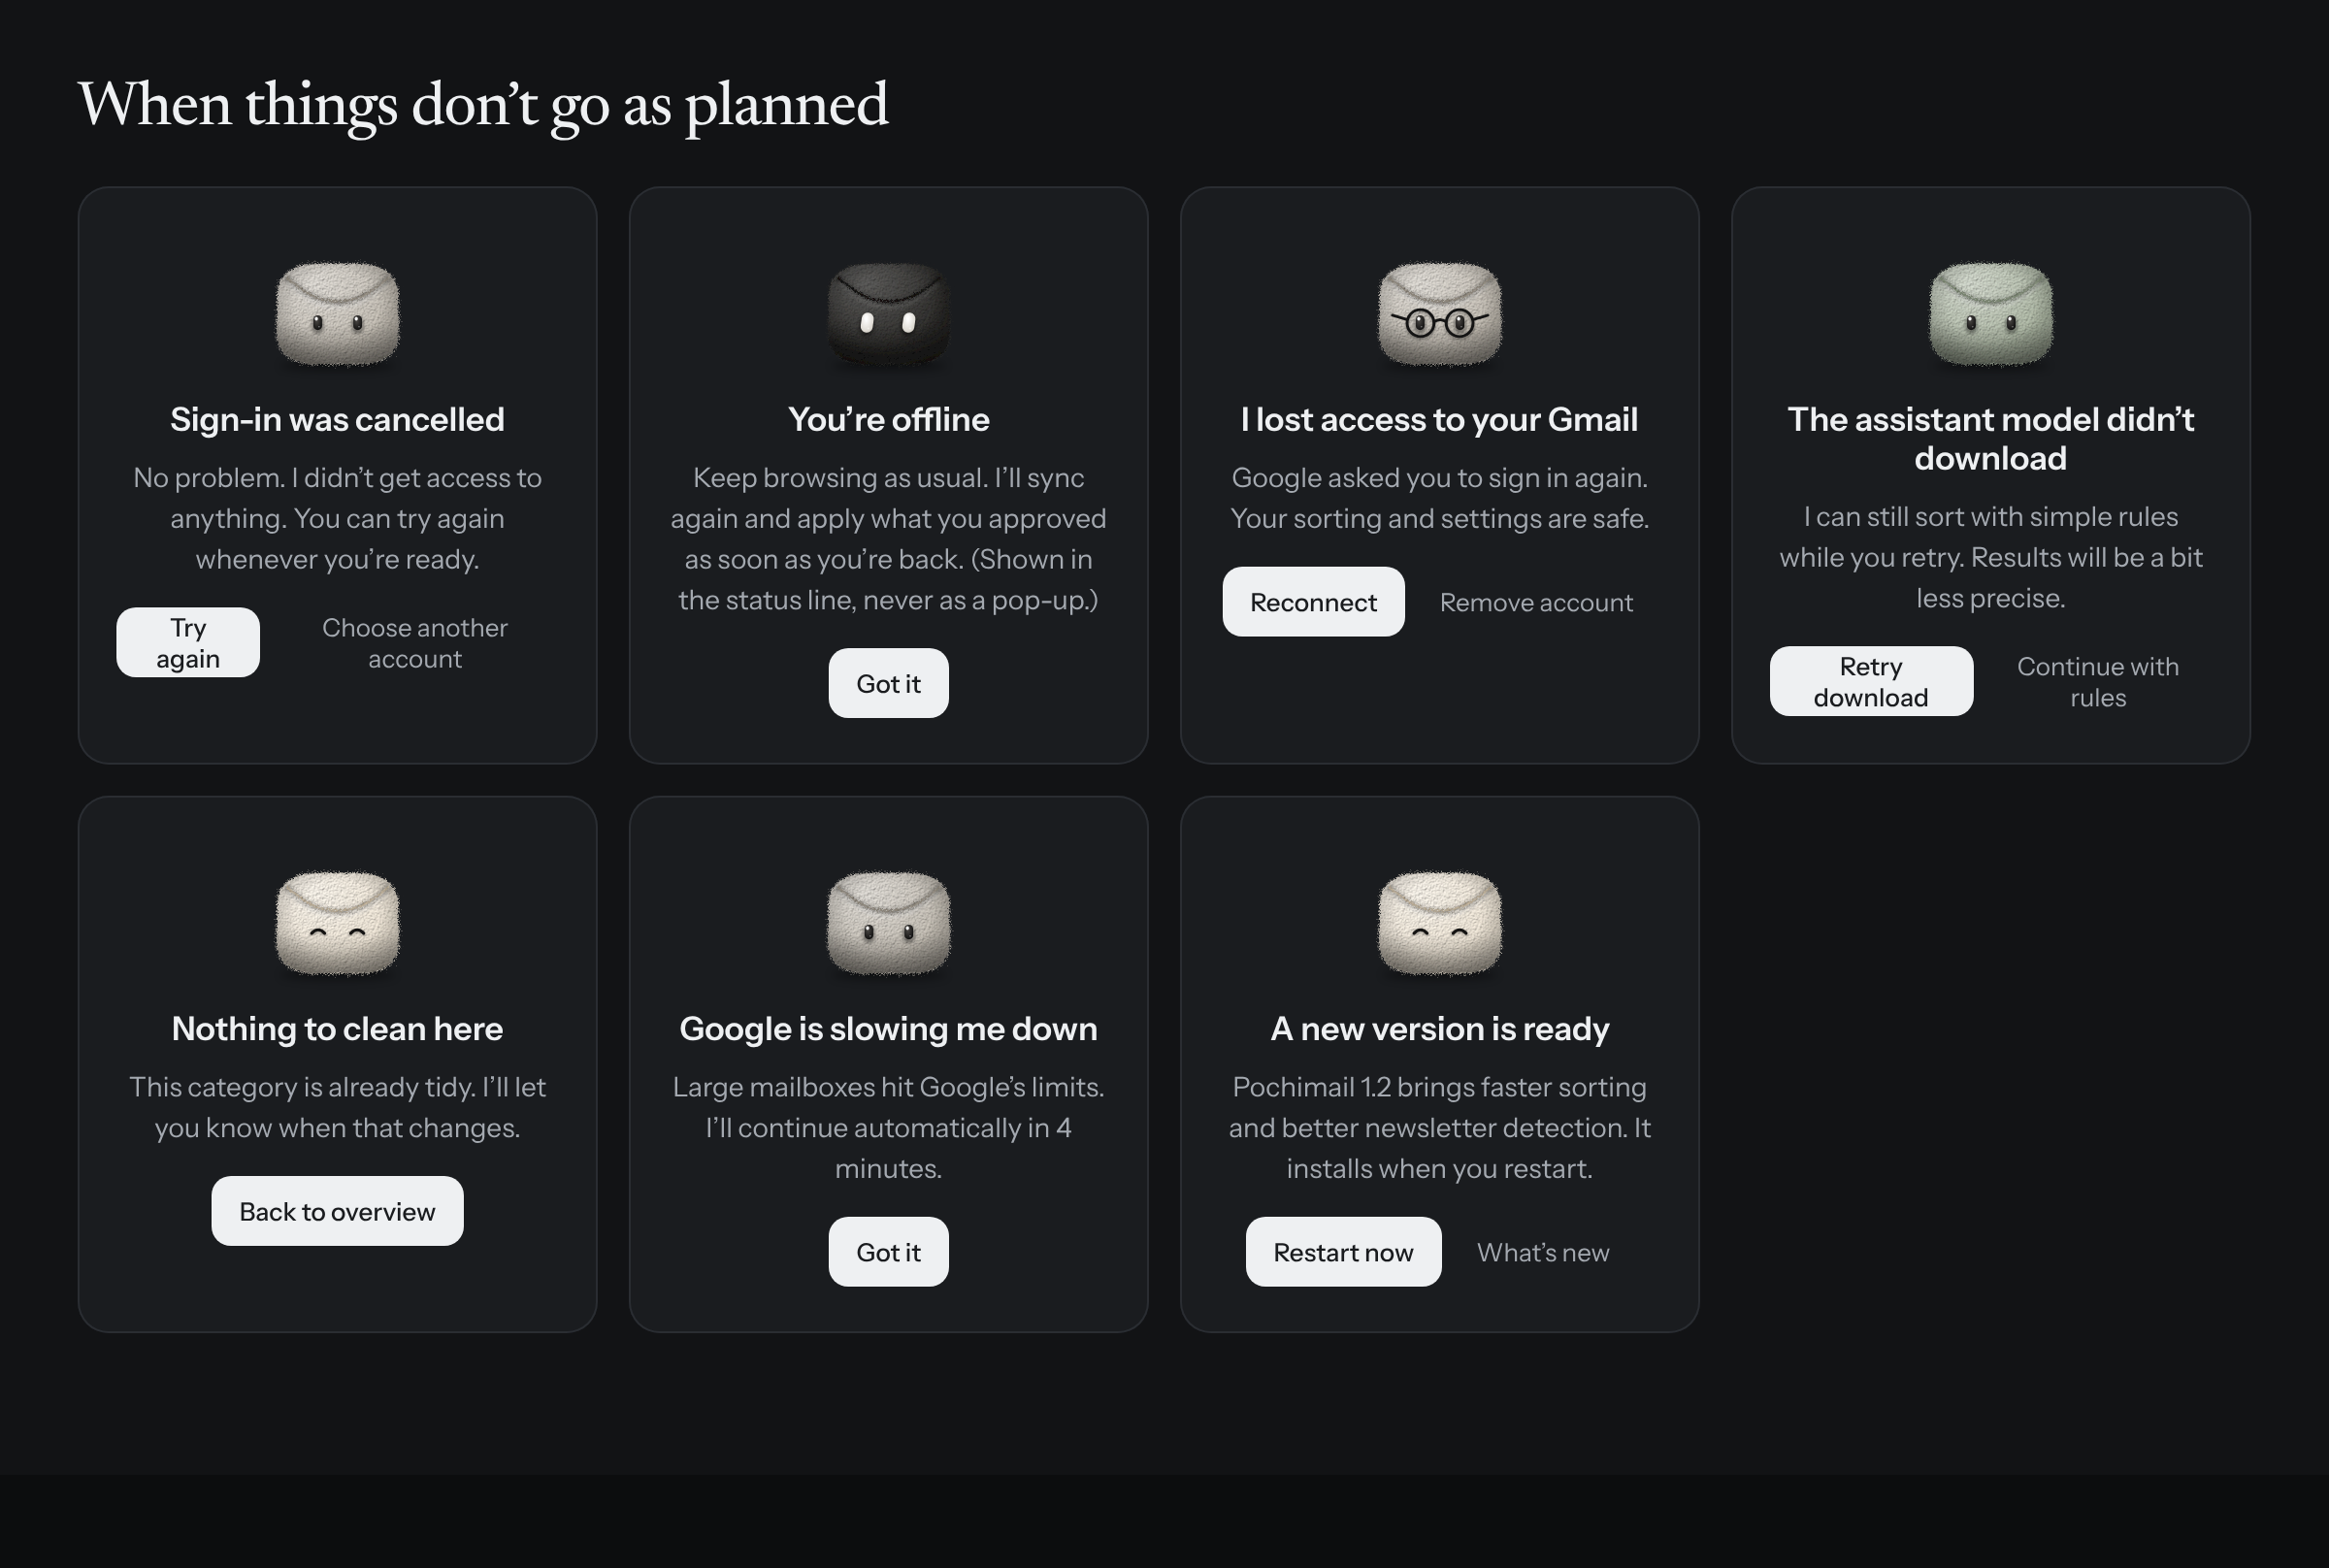 When things don’t go as planned
Sign-in was cancelled
No problem. I didn’t get access to
anything. You can try again
whenever you’re ready.
Try
again
Choose another
account
You’re offline
Keep browsing as usual. I’ll sync
again and apply what you approved
as soon as you’re back. (Shown in
the status line, never as a pop-up.)
Got it
I lost access to your Gmail
Google asked you to sign in again.
Your sorting and settings are safe.
Reconnect
Remove account
The assistant model didn’t
download
I can still sort with simple rules
while you retry. Results will be a bit
less precise.
Retry
download
Continue with
rules
Nothing to clean here
This category is already tidy. I’ll let
you know when that changes.
Back to overview
Google is slowing me down
Large mailboxes hit Google’s limits.
I’ll continue automatically in 4
minutes.
Got it
A new version is ready
Pochimail 1.2 brings faster sorting
and better newsletter detection. It
installs when you restart.
Restart now
What’s new